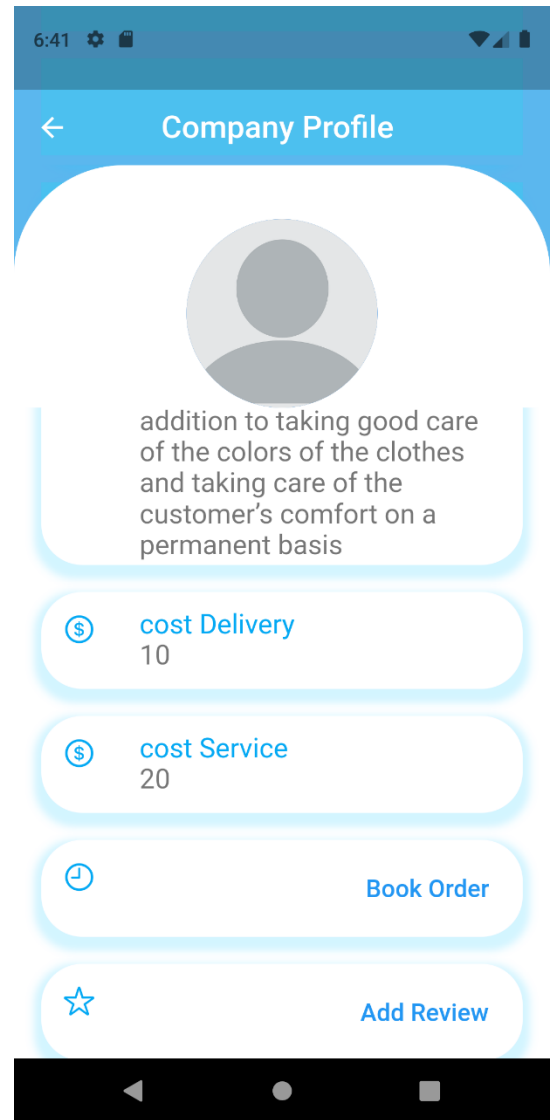 6:41
Company Profile
addition to taking good care
of the colors of the clothes
and taking care of the
customer’s comfort on a
permanent basis
cost Delivery
10
cost Service
20
Book Order
Add Review